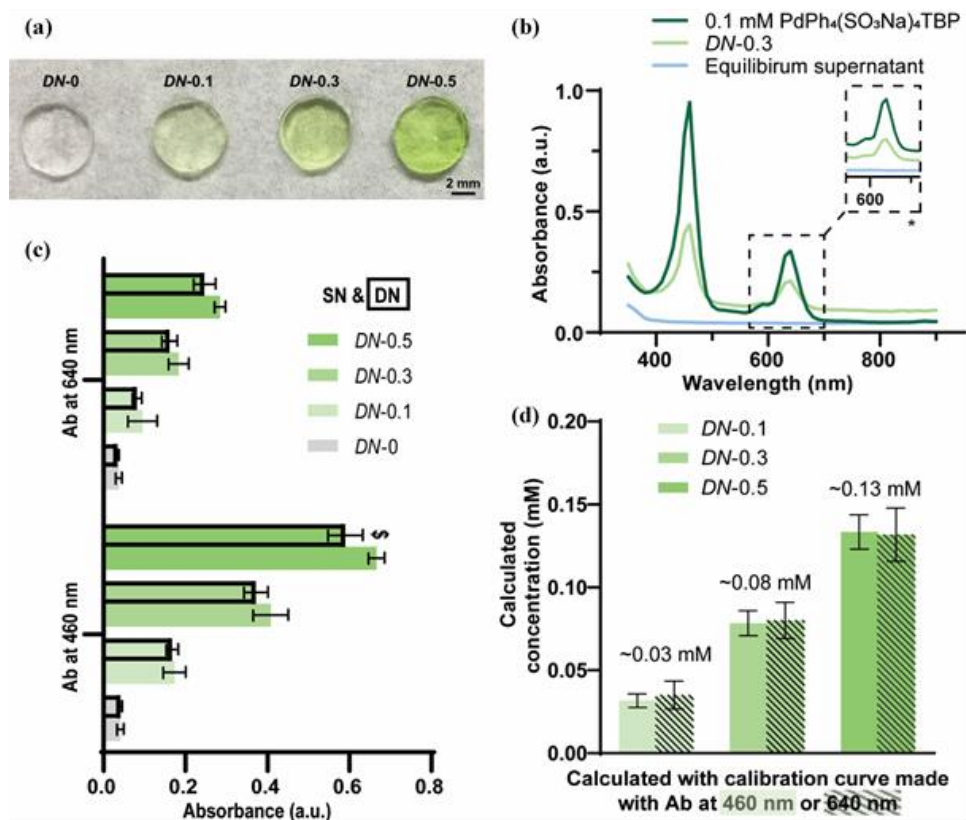 (a)
DN-0 DN-0.1 DN-0.3 DN-0.5
2 mm
(b)
0.1 mM PdPh₄(SO₃Na)₄TBP
DN-0.3
Equilibirum supernatant
Absorbance (a.u.)
1.0
0.5
0.0
600
*
400 600 800
Wavelength (nm)
(c)
SN & DN
DN-0.5
DN-0.3
DN-0.1
DN-0
Ab at 640 nm
Ab at 460 nm
$
0.0 0.2 0.4 0.6 0.8
Absorbance (a.u.)
(d)
DN-0.1
DN-0.3
DN-0.5
Calculated
concentration (mM)
0.20
0.15
0.10
0.05
0.00
~0.03 mM
~0.08 mM
~0.13 mM
Calculated with calibration curve made
with Ab at 460 nm or 640 nm